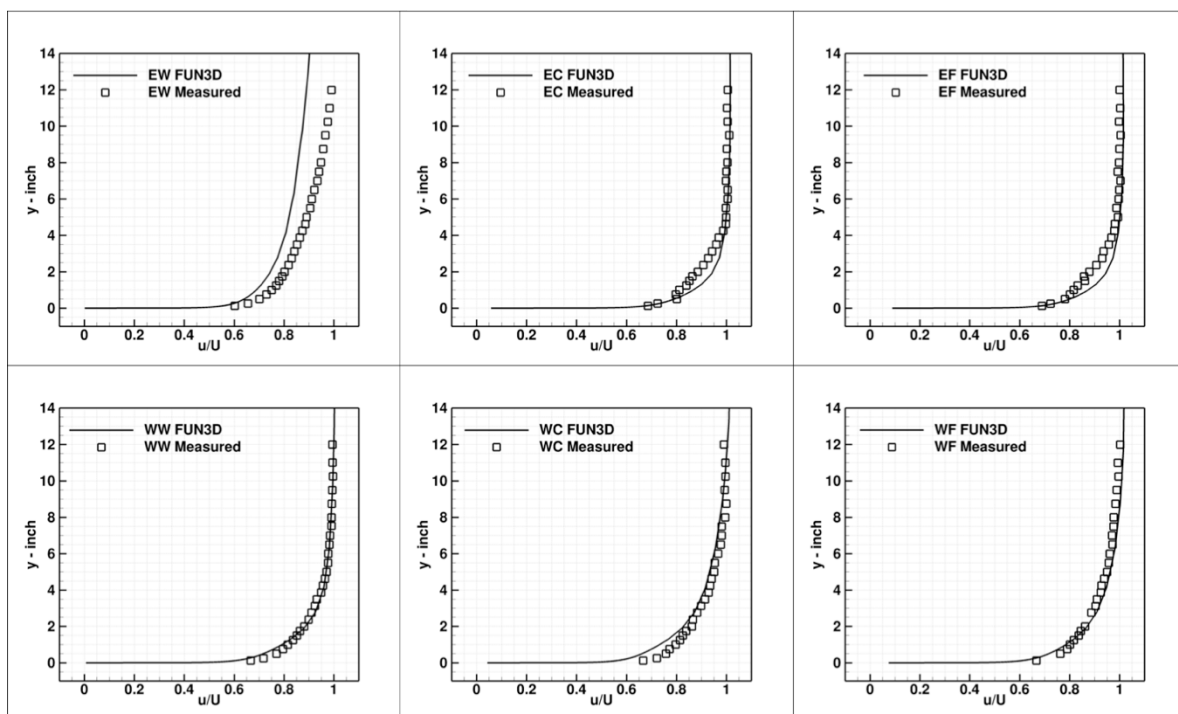 14
12
10
8
6
4
2
0
y - inch
EW FUN3D
EW Measured
0 0.2 0.4 0.6 0.8 1
u/U
14
12
10
8
6
4
2
0
y - inch
EC FUN3D
EC Measured
0 0.2 0.4 0.6 0.8 1
u/U
14
12
10
8
6
4
2
0
y - inch
EF FUN3D
EF Measured
0 0.2 0.4 0.6 0.8 1
u/U
14
12
10
8
6
4
2
0
y - inch
WW FUN3D
WW Measured
0 0.2 0.4 0.6 0.8 1
u/U
14
12
10
8
6
4
2
0
y - inch
WC FUN3D
WC Measured
0 0.2 0.4 0.6 0.8 1
u/U
14
12
10
8
6
4
2
0
y - inch
WF FUN3D
WF Measured
0 0.2 0.4 0.6 0.8 1
u/U